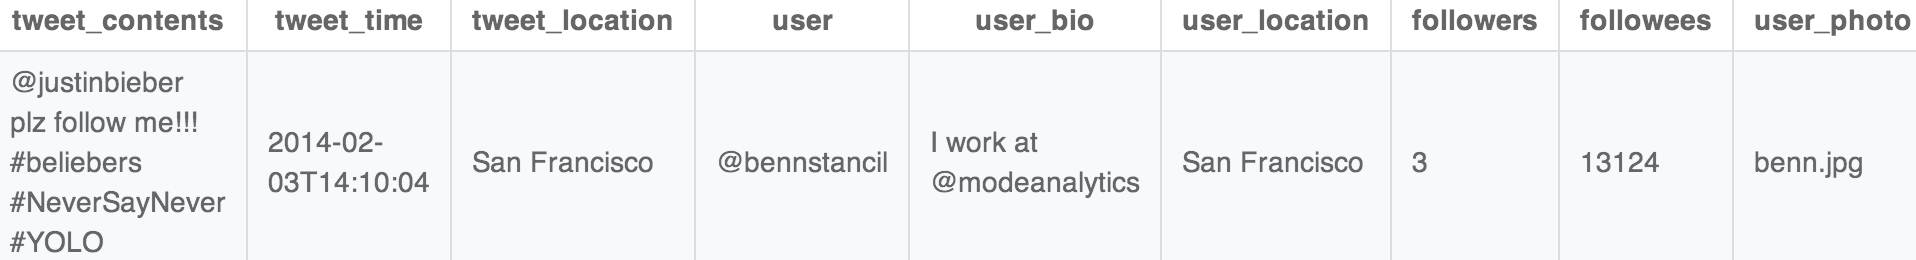 tweet_contents tweet_time tweet_location user user_bio user_location followers followees user_photo
@justinbieber
plz follow me!!!
#beliebers
#NeverSayNever
#YOLO
2014-02-
03T14:10:04
San Francisco
@bennstancil
I work at
@modeanalytics
San Francisco
3
13124
benn.jpg